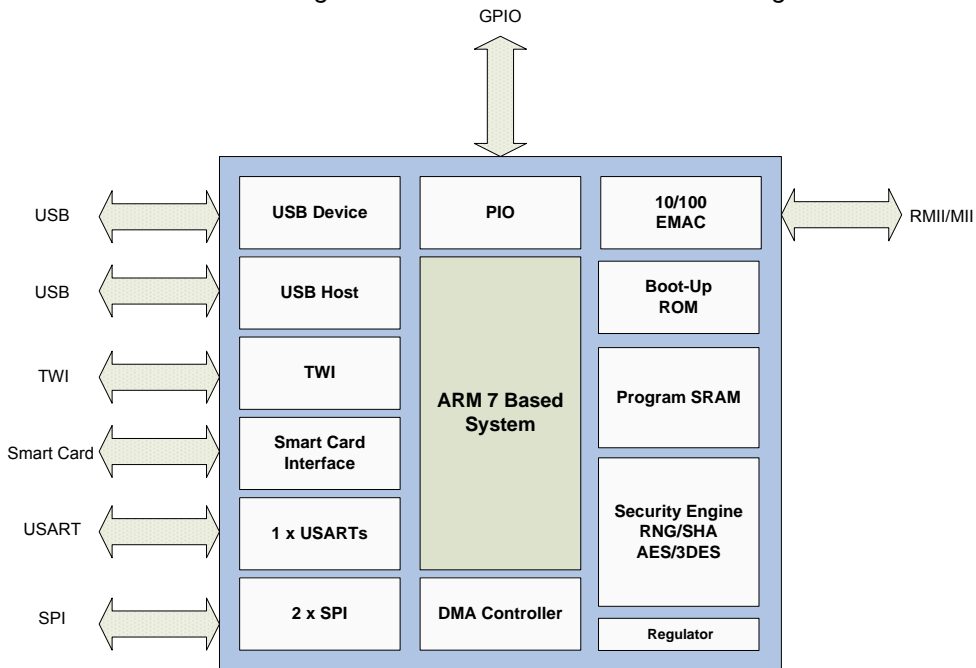 GPIO
USB
USB Device
PIO
10/100
EMAC
RMII/MII
USB
USB Host
Boot-Up
ROM
TWI
TWI
ARM 7 Based
System
Program SRAM
Smart Card
Smart Card
Interface
Security Engine
RNG/SHA
AES/3DES
USART
1 x USARTs
SPI
2 x SPI
DMA Controller
Regulator